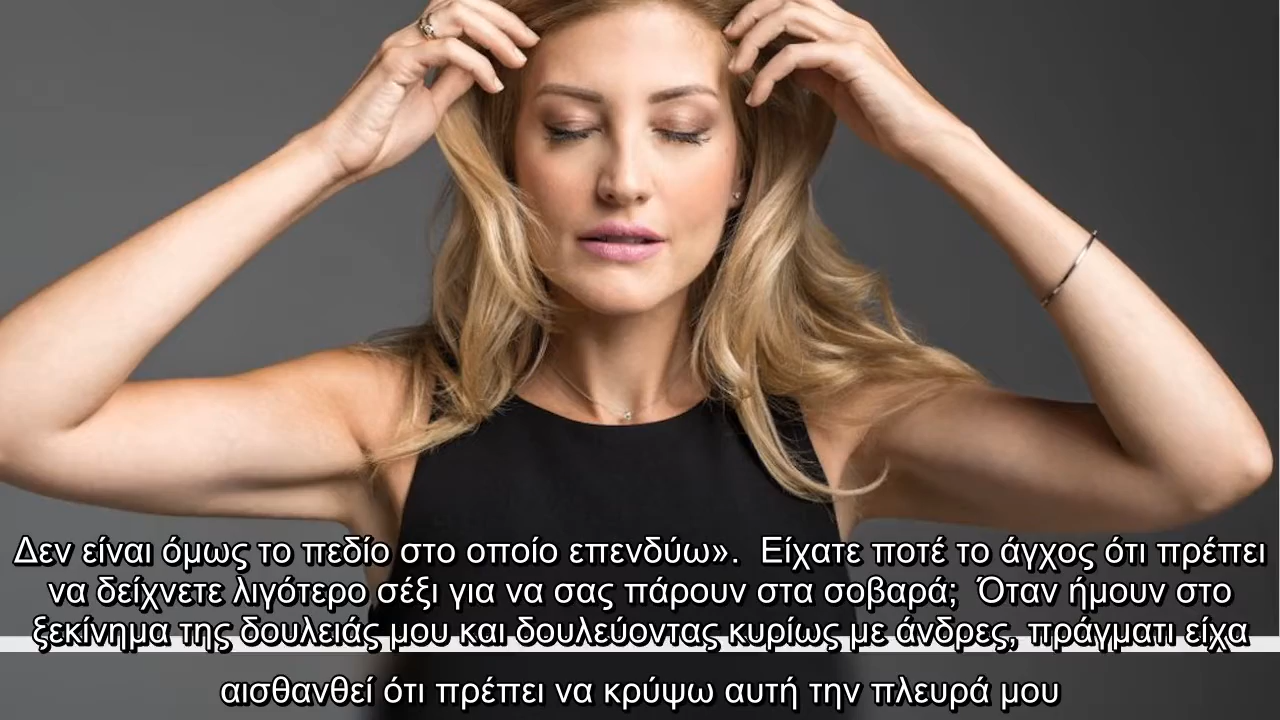 Δεν είναι όμως το πεδίο στο οποίο επενδύω».  Είχατε ποτέ το άγχος ότι πρέπει
να δείχνετε λιγότερο σέξι για να σας πάρουν στα σοβαρά;  Όταν ήμουν στο
ξεκίνημα της δουλειάς μου και δουλεύοντας κυρίως με άνδρες, πράγματι είχα
αισθανθεί ότι πρέπει να κρύψω αυτή την πλευρά μου